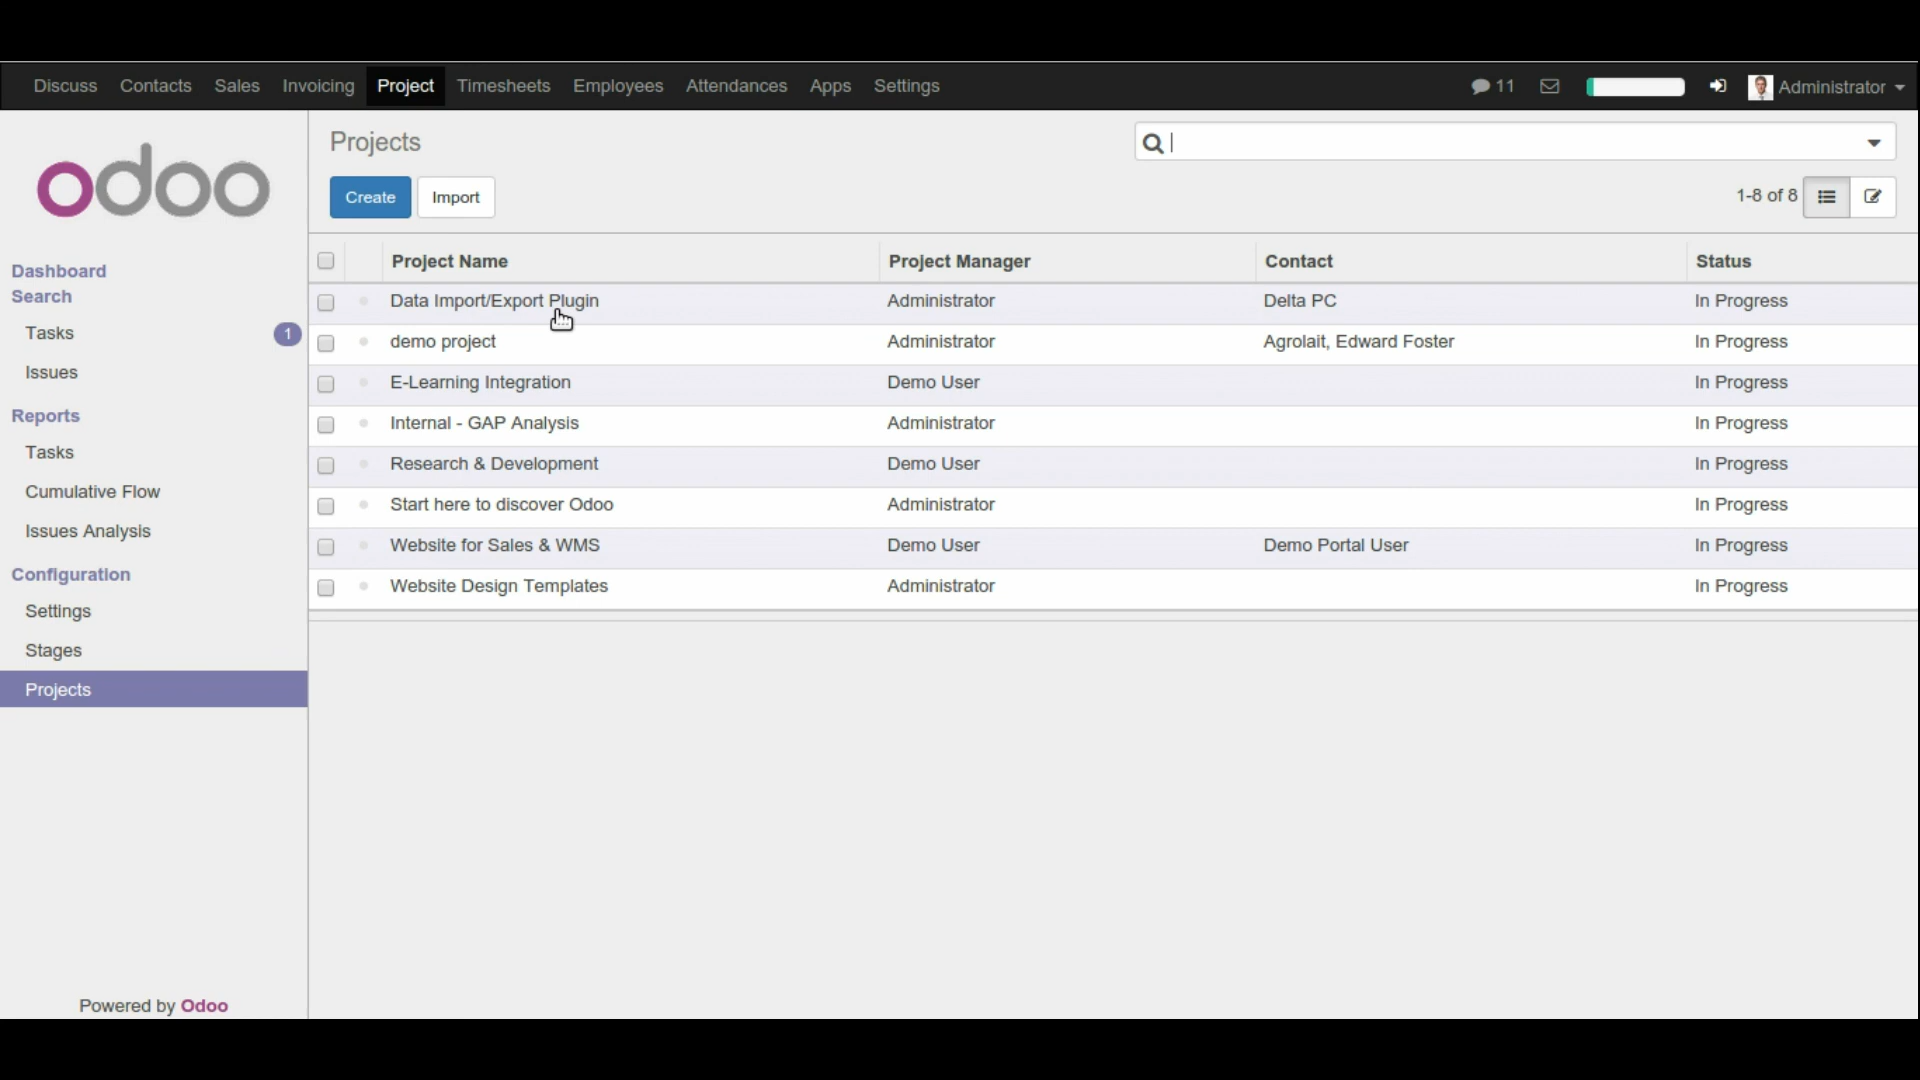 Discuss Contacts Sales Invoicing Project Timesheets Employees Attendances Apps Settings 11 Administrator
odoo
Dashboard
Search
Tasks 1
Issues
Reports
Tasks
Cumulative Flow
Issues Analysis
Configuration
Settings
Stages
Projects
Powered by Odoo
Projects
Create Import 1-8 of 8
Project Name Project Manager Contact Status
Data Import/Export Plugin Administrator Delta PC In Progress
demo project Administrator Agrolait, Edward Foster In Progress
E-Learning Integration Demo User In Progress
Internal - GAP Analysis Administrator In Progress
Research & Development Demo User In Progress
Start here to discover Odoo Administrator In Progress
Website for Sales & WMS Demo User Demo Portal User In Progress
Website Design Templates Administrator In Progress